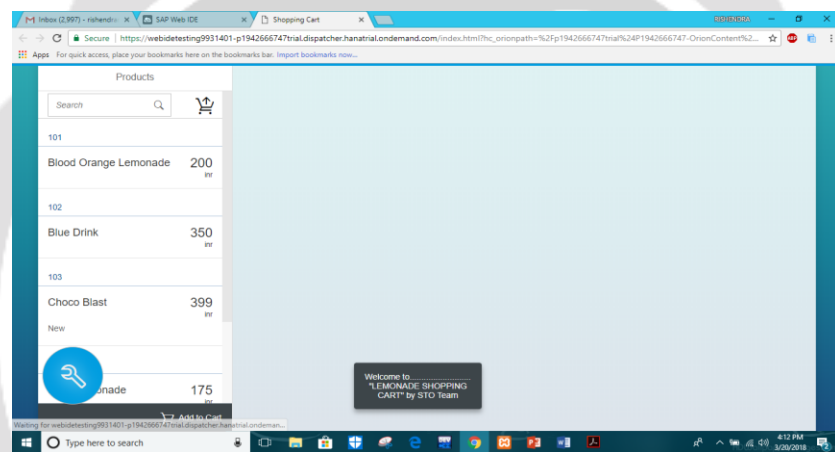 Inbox (2,997) - rishendra
SAP Web IDE
Shopping Cart
RISHENDRA
Secure | https://webidetesting9931401-p1942666747trial.dispatcher.hanatrial.ondemand.com/index.html?hc_orionpath=%2Fp1942666747trial%24P1942666747-OrionContent%2...
Apps For quick access, place your bookmarks here on the bookmarks bar. Import bookmarks now...
Products
Search
101
Blood Orange Lemonade 200
inr
102
Blue Drink 350
inr
103
Choco Blast 399
inr
New
onade 175
inr
Add to Cart
Welcome to
"LEMONADE SHOPPING
CART" by STO Team
Waiting for webidetesting9931401-p1942666747trial.dispatcher.hanatrial.ondeman...
Type here to search
4:12 PM
3/20/2018